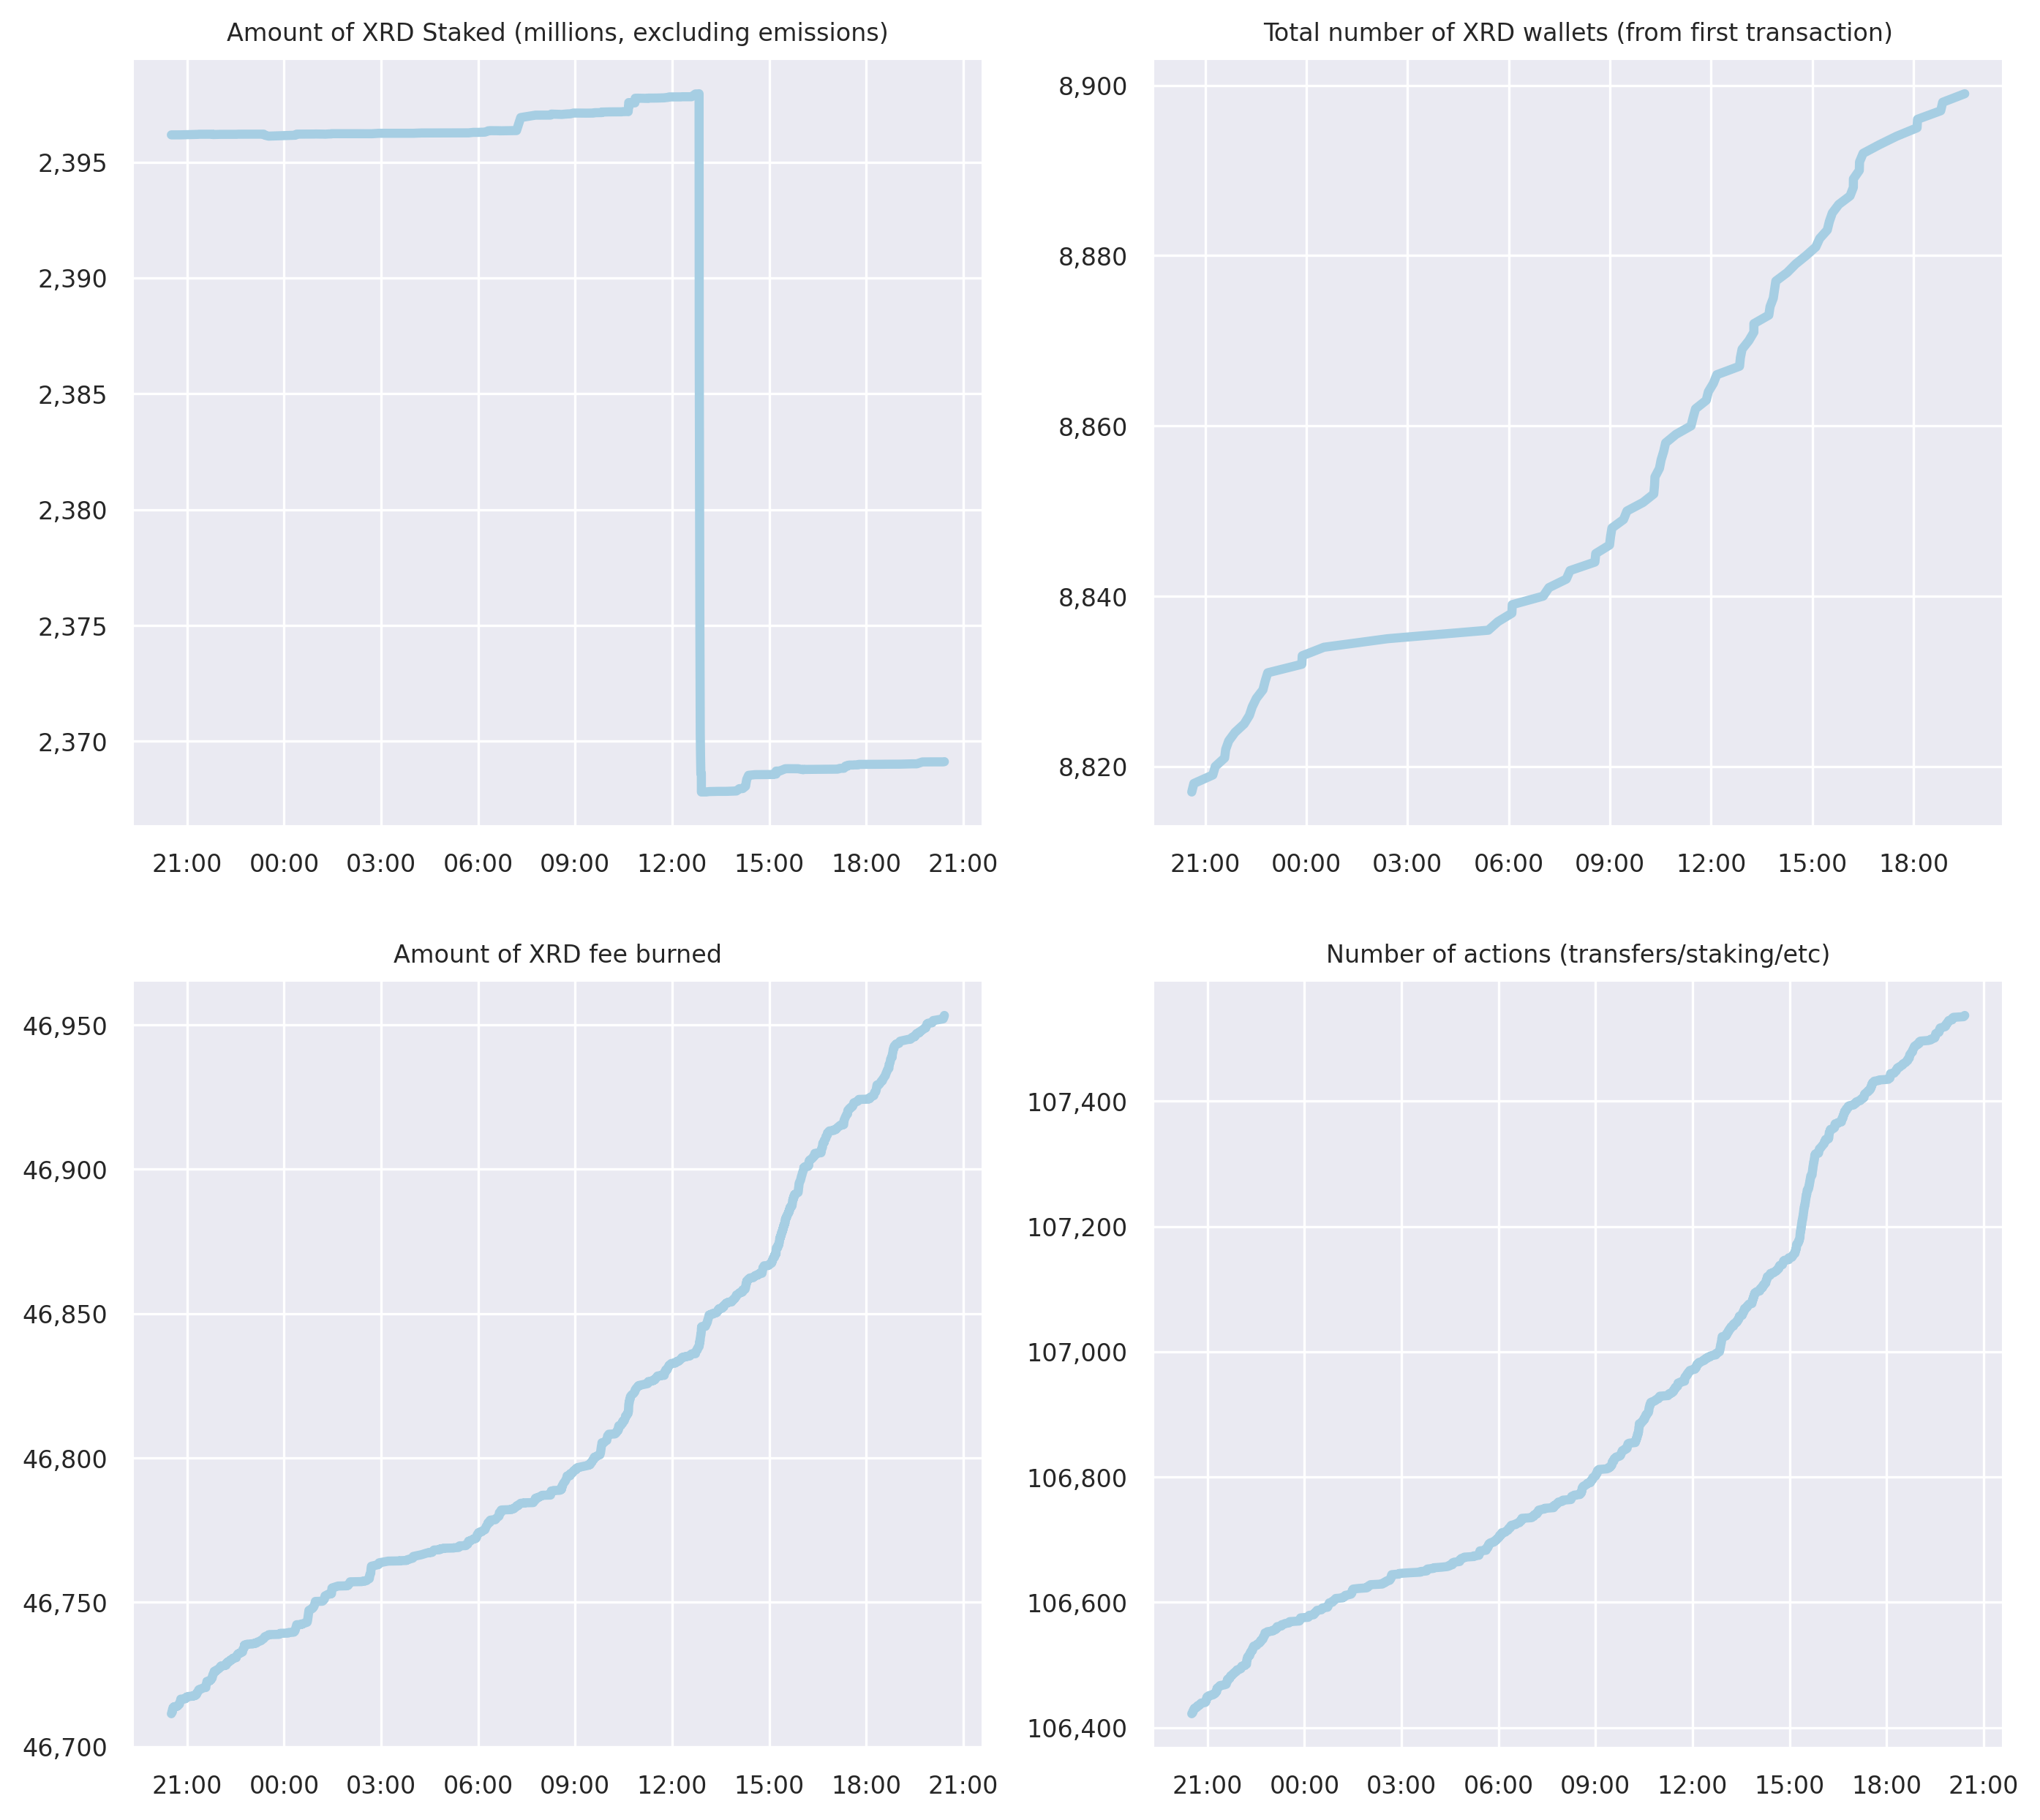 Amount of XRD Staked (millions, excluding emissions)
2,395
2,390
2,385
2,380
2,375
2,370
21:00 00:00 03:00 06:00 09:00 12:00 15:00 18:00 21:00
Total number of XRD wallets (from first transaction)
8,900
8,880
8,860
8,840
8,820
21:00 00:00 03:00 06:00 09:00 12:00 15:00 18:00
Amount of XRD fee burned
46,950
46,900
46,850
46,800
46,750
46,700
21:00 00:00 03:00 06:00 09:00 12:00 15:00 18:00 21:00
Number of actions (transfers/staking/etc)
107,400
107,200
107,000
106,800
106,600
106,400
21:00 00:00 03:00 06:00 09:00 12:00 15:00 18:00 21:00